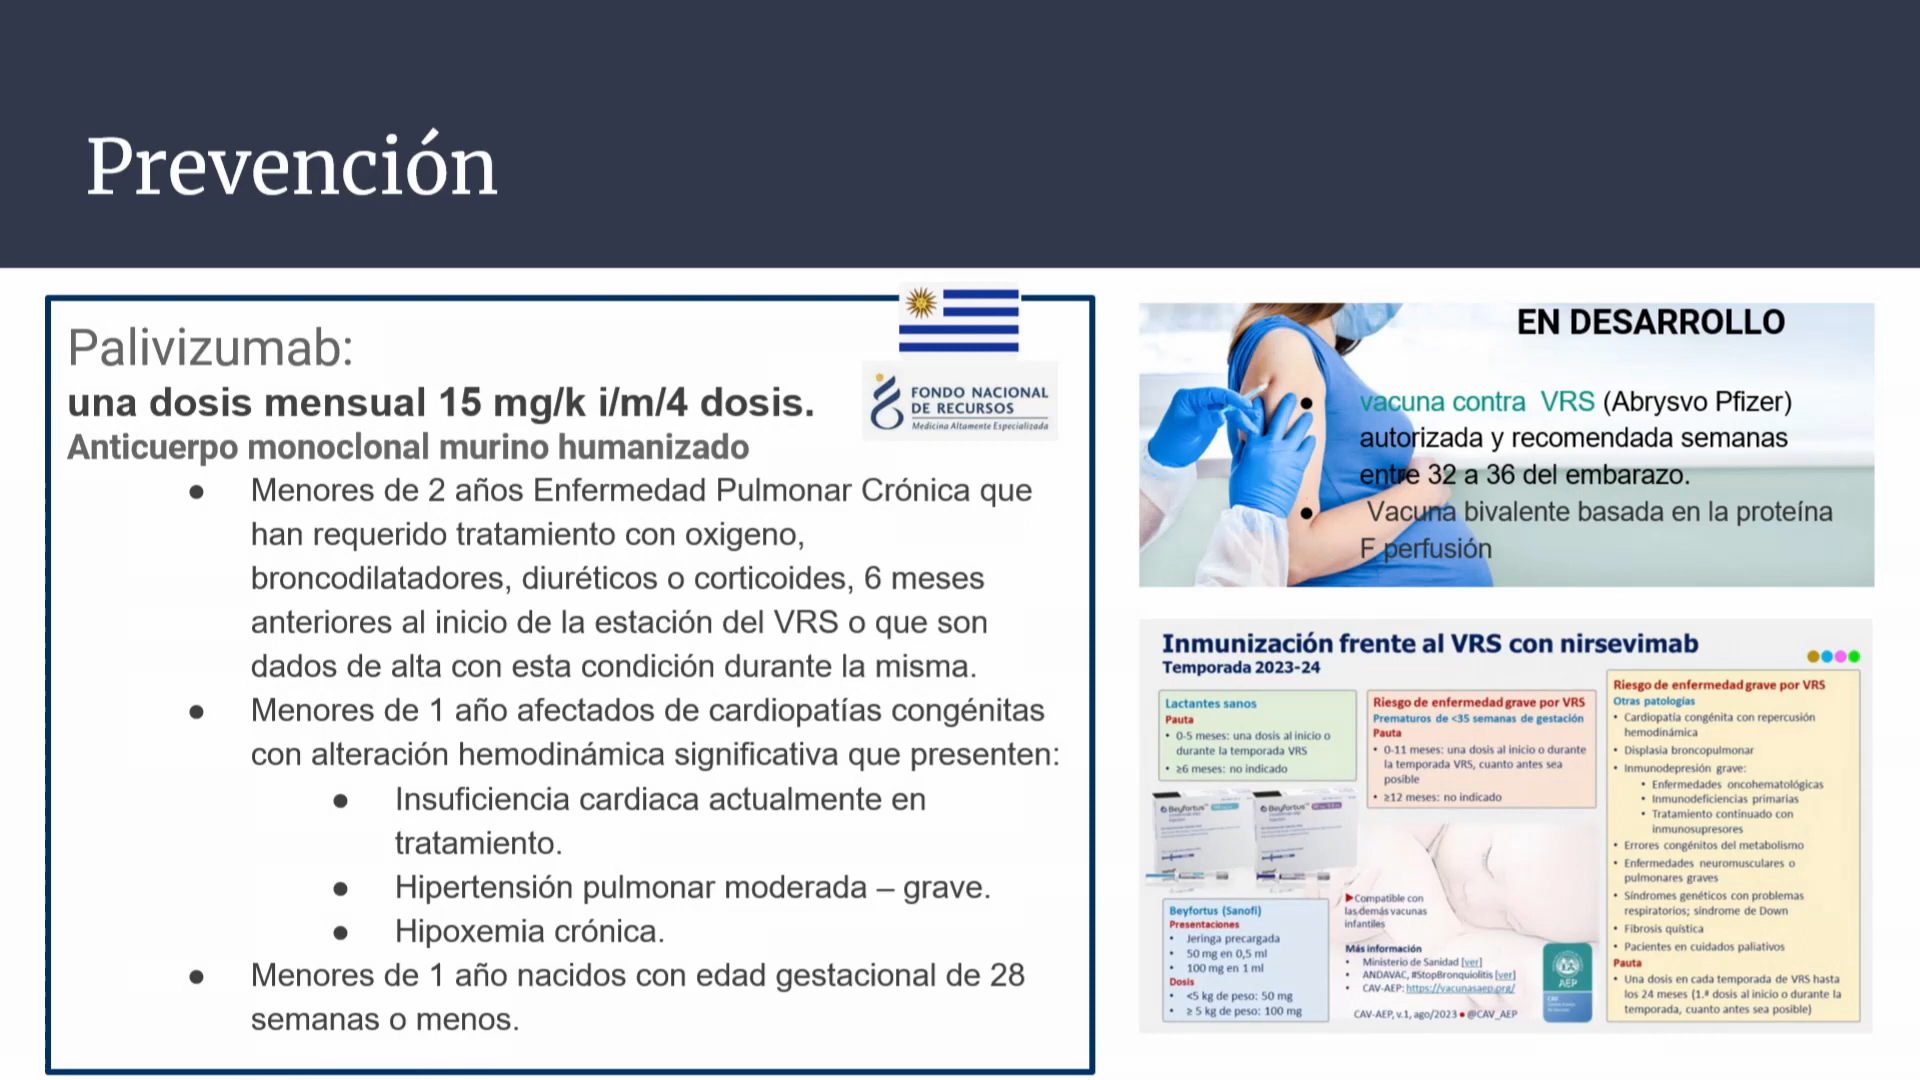 Prevención
Palivizumab:
una dosis mensual 15 mg/k i/m/4 dosis.
Anticuerpo monoclonal murino humanizado
FONDO NACIONAL
DE RECURSOS
Medicina Altamente Especializada
● Menores de 2 años Enfermedad Pulmonar Crónica que
han requerido tratamiento con oxigeno,
broncodilatadores, diuréticos o corticoides, 6 meses
anteriores al inicio de la estación del VRS o que son
dados de alta con esta condición durante la misma.
● Menores de 1 año afectados de cardiopatías congénitas
con alteración hemodinámica significativa que presenten:
● Insuficiencia cardiaca actualmente en
tratamiento.
● Hipertensión pulmonar moderada – grave.
● Hipoxemia crónica.
● Menores de 1 año nacidos con edad gestacional de 28
semanas o menos.
EN DESARROLLO
● vacuna contra VRS (Abrysvo Pfizer)
autorizada y recomendada semanas
entre 32 a 36 del embarazo.
● Vacuna bivalente basada en la proteína
F perfusión
Inmunización frente al VRS con nirsevimab
Temporada 2023-24
Lactantes sanos
Pauta
• 0-5 meses: una dosis al inicio o
durante la temporada VRS
• ≥6 meses: no indicado
Riesgo de enfermedad grave por VRS
Prematuros de <35 semanas de gestación
Pauta
• 0-11 meses: una dosis al inicio o durante
la temporada VRS, cuanto antes sea
posible
• ≥12 meses: no indicado
Riesgo de enfermedad grave por VRS
Otras patologías
• Cardiopatía congénita con repercusión
hemodinámica
• Displasia broncopulmonar
• Inmunodepresión grave:
• Enfermedades oncohematológicas
• Inmunodeficiencias primarias
• Tratamiento continuado con
inmunosupresores
• Errores congénitos del metabolismo
• Enfermedades neuromusculares o
pulmonares graves
• Síndromes genéticos con problemas
respiratorios; síndrome de Down
• Fibrosis quística
• Pacientes en cuidados paliativos
Pauta
• Una dosis en cada temporada de VRS hasta
los 24 meses (1.ª dosis al inicio o durante la
temporada, cuanto antes sea posible)
Beyfortus
Beyfortus
Beyfortus (Sanofi)
Presentaciones
• Jeringa precargada
• 50 mg en 0,5 ml
• 100 mg en 1 ml
Dosis
• <5 kg de peso: 50 mg
• ≥ 5 kg de peso: 100 mg
►Compatible con
las demás vacunas
infantiles
Más información
• Ministerio de Sanidad [ver]
• ANDAVAC, #StopBronquiolitis [ver]
• CAV-AEP: https://vacunasaep.org/
CAV-AEP, v.1, ago/2023 ● @CAV_AEP
AEP
CAV